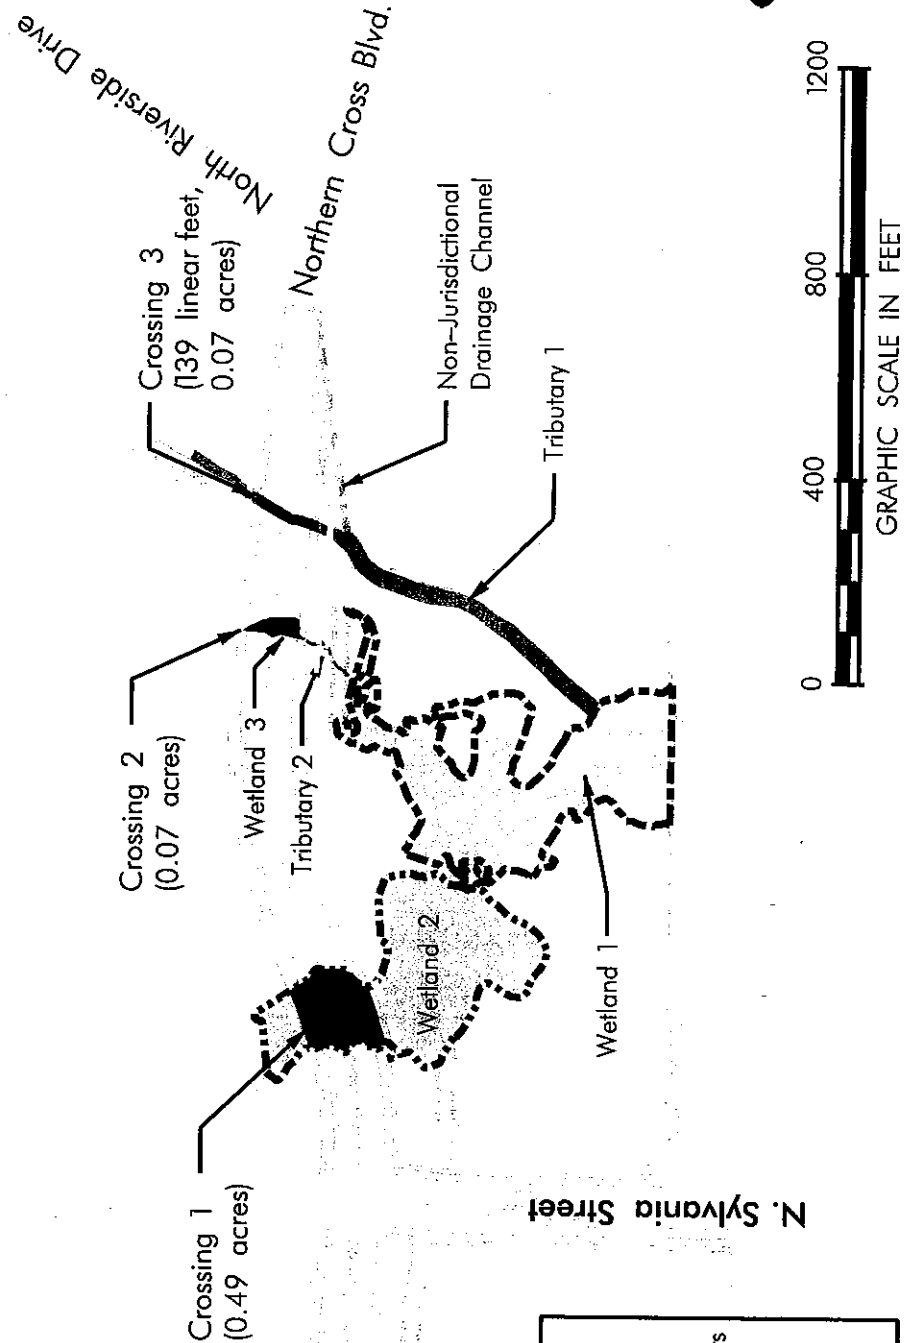 North Riverside Drive
Northern Cross Blvd.
Crossing 3
(139 linear feet,
0.07 acres)
Non-Jurisdictional
Drainage Channel
Tributary 1
Crossing 2
(0.07 acres)
Wetland 3
Tributary 2
Wetland 2
Wetland 1
Crossing 1
(0.49 acres)
N. Sylvania Street
0 400 800 1200
GRAPHIC SCALE IN FEET